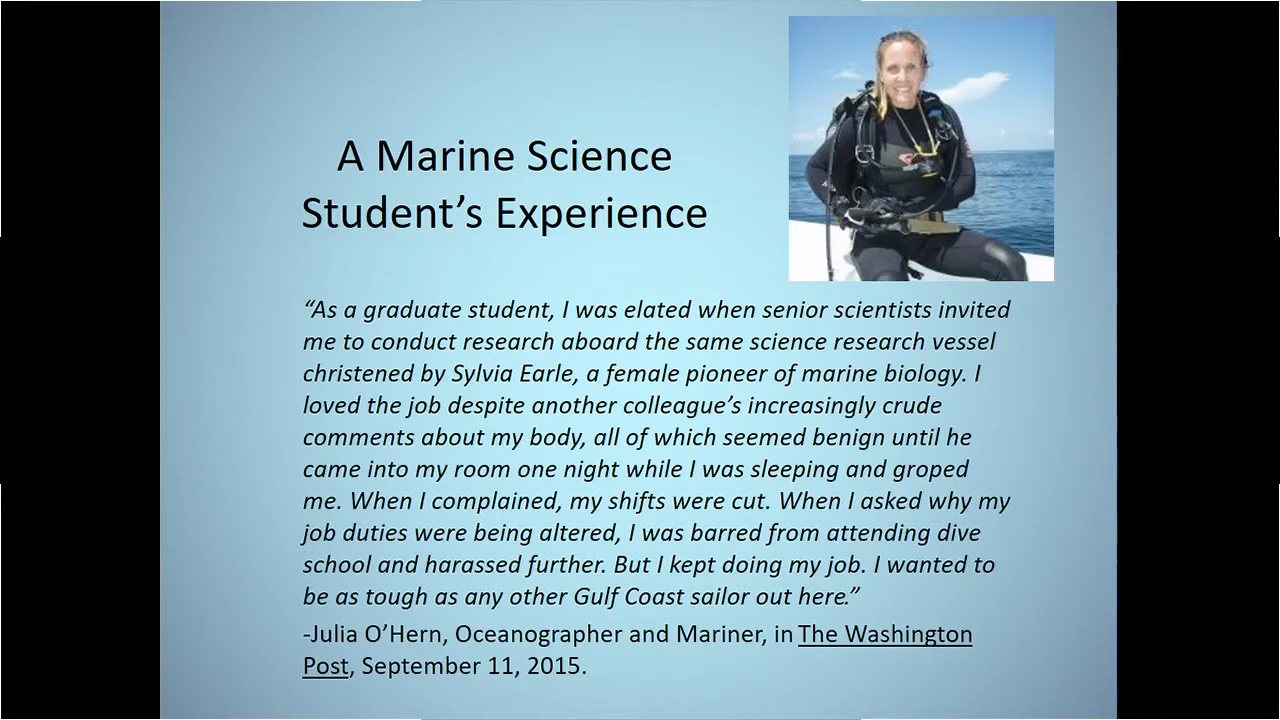 A Marine Science
Student’s Experience
“As a graduate student, I was elated when senior scientists invited
me to conduct research aboard the same science research vessel
christened by Sylvia Earle, a female pioneer of marine biology. I
loved the job despite another colleague’s increasingly crude
comments about my body, all of which seemed benign until he
came into my room one night while I was sleeping and groped
me. When I complained, my shifts were cut. When I asked why my
job duties were being altered, I was barred from attending dive
school and harassed further. But I kept doing my job. I wanted to
be as tough as any other Gulf Coast sailor out here.”
-Julia O’Hern, Oceanographer and Mariner, in The Washington
Post, September 11, 2015.